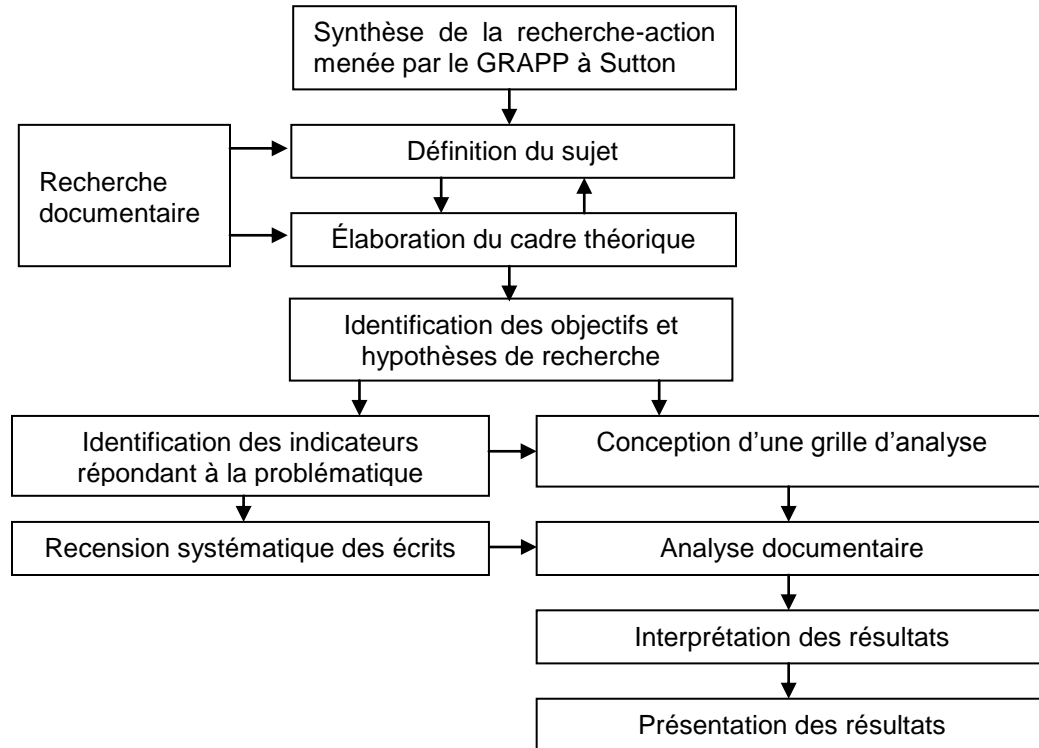 Synthèse de la recherche-action
menée par le GRAPP à Sutton
Définition du sujet
Recherche
documentaire
Élaboration du cadre théorique
Identification des objectifs et
hypothèses de recherche
Identification des indicateurs
répondant à la problématique
Conception d'une grille d'analyse
Recension systématique des écrits
Analyse documentaire
Interprétation des résultats
Présentation des résultats